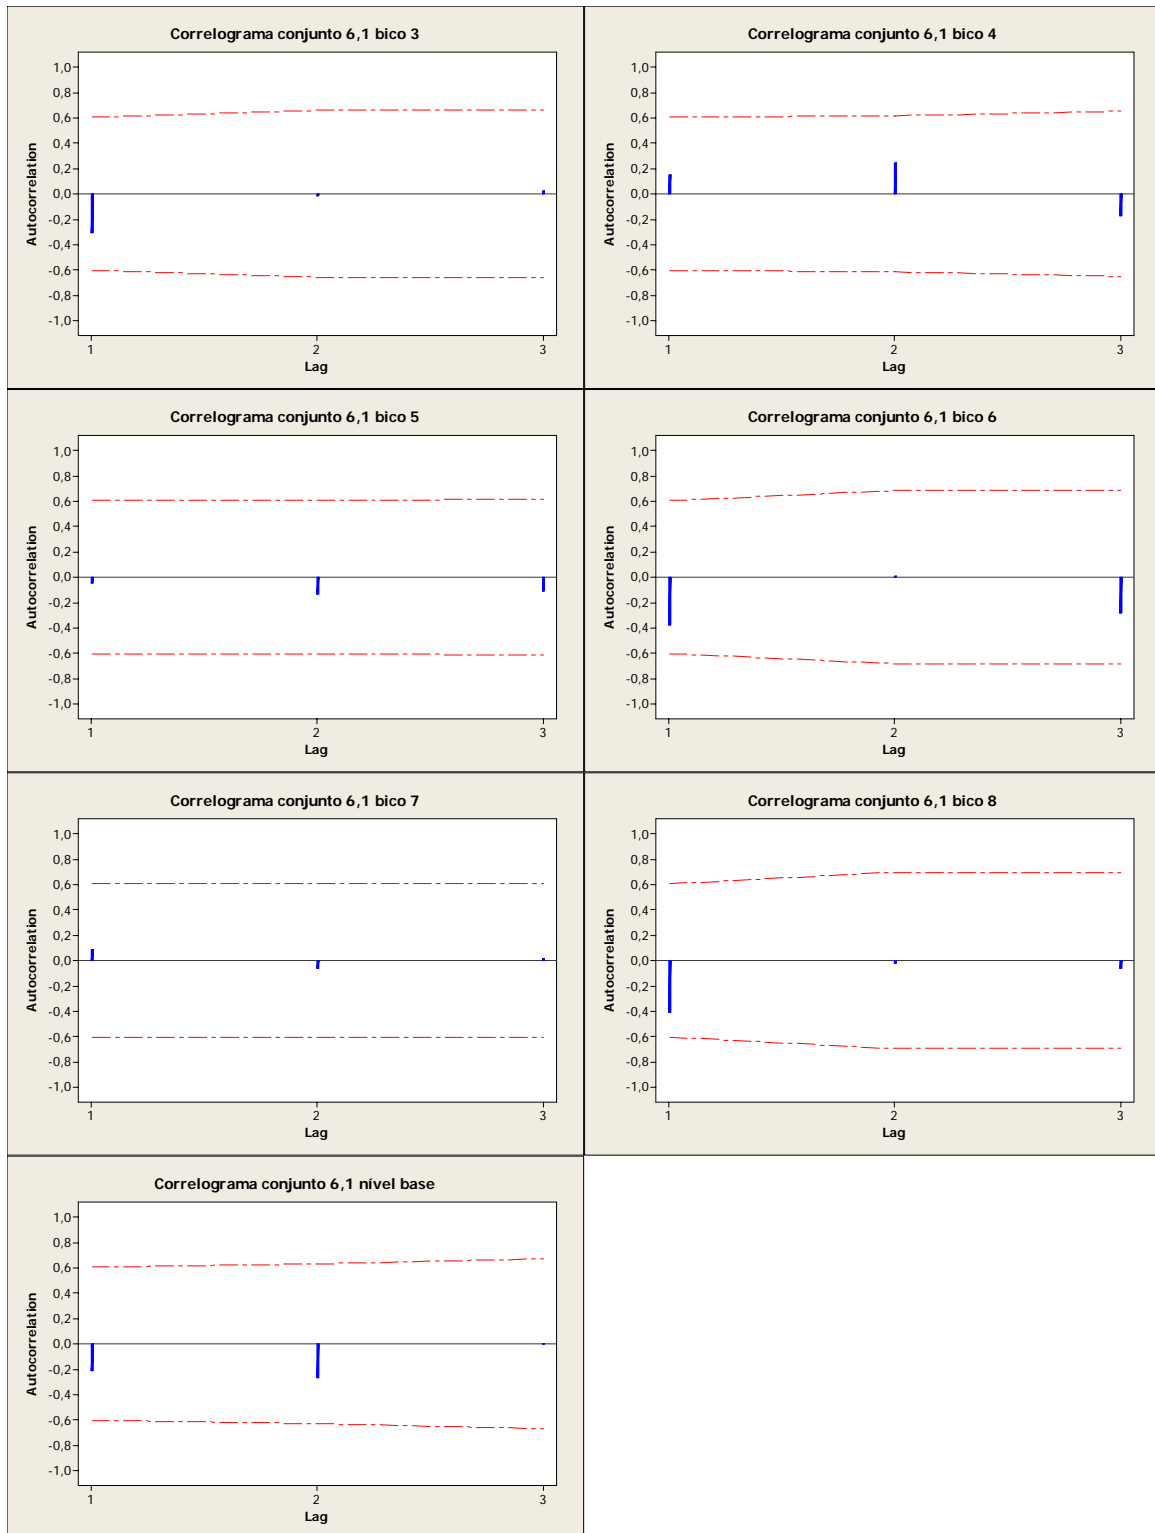 Correlograma conjunto 6,1 bico 3
1,0
0,8
0,6
0,4
0,2
0,0
-0,2
-0,4
-0,6
-0,8
-1,0
Autocorrelation
1 2 3
Lag
Correlograma conjunto 6,1 bico 4
1,0
0,8
0,6
0,4
0,2
0,0
-0,2
-0,4
-0,6
-0,8
-1,0
Autocorrelation
1 2 3
Lag
Correlograma conjunto 6,1 bico 5
1,0
0,8
0,6
0,4
0,2
0,0
-0,2
-0,4
-0,6
-0,8
-1,0
Autocorrelation
1 2 3
Lag
Correlograma conjunto 6,1 bico 6
1,0
0,8
0,6
0,4
0,2
0,0
-0,2
-0,4
-0,6
-0,8
-1,0
Autocorrelation
1 2 3
Lag
Correlograma conjunto 6,1 bico 7
1,0
0,8
0,6
0,4
0,2
0,0
-0,2
-0,4
-0,6
-0,8
-1,0
Autocorrelation
1 2 3
Lag
Correlograma conjunto 6,1 bico 8
1,0
0,8
0,6
0,4
0,2
0,0
-0,2
-0,4
-0,6
-0,8
-1,0
Autocorrelation
1 2 3
Lag
Correlograma conjunto 6,1 nível base
1,0
0,8
0,6
0,4
0,2
0,0
-0,2
-0,4
-0,6
-0,8
-1,0
Autocorrelation
1 2 3
Lag